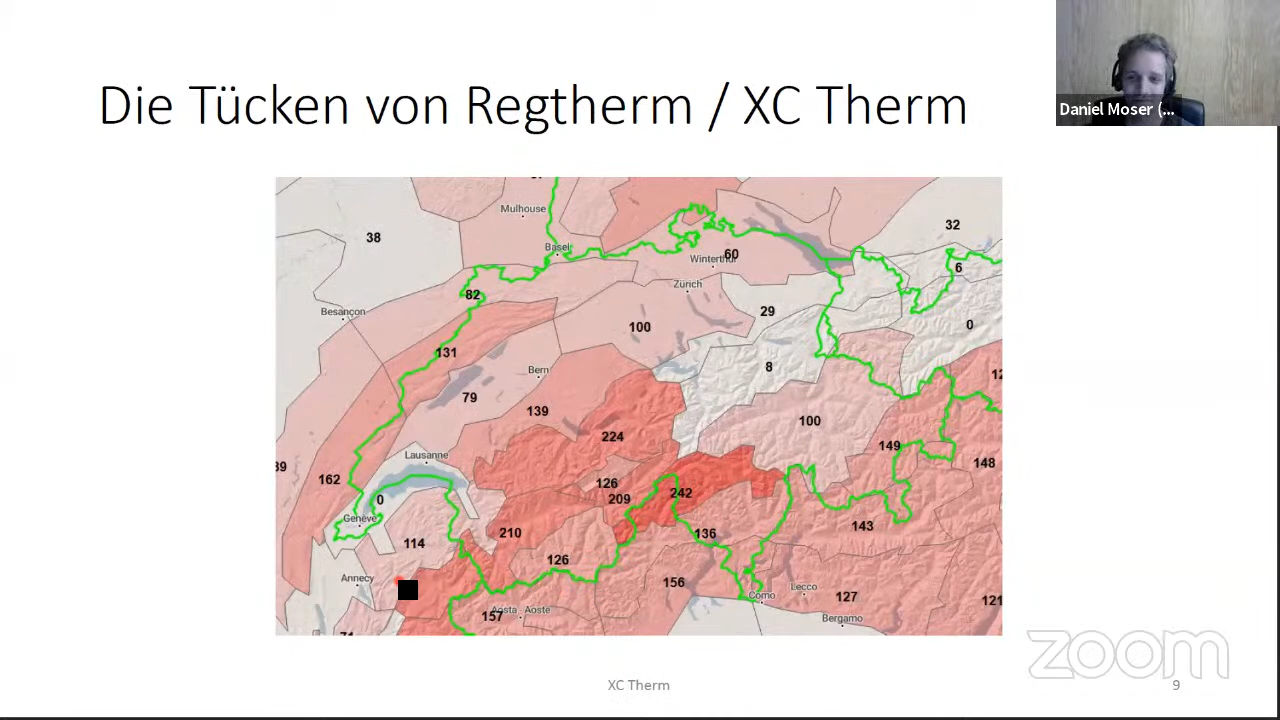 Die Tücken von Regtherm / XC Therm
Daniel Moser (...
Mulhouse
38
32
Basel
60
Winterthur
6
Zürich
82
29
Besançon
100
0
131
8
Bern
79
139
100
224
149
Lausanne
148
162
126
209
242
0
Genève
210
136
143
114
126
Annecy
156
Como
Lecco
127
121
157
Aosta - Aoste
Bergamo
zoom
XC Therm
9